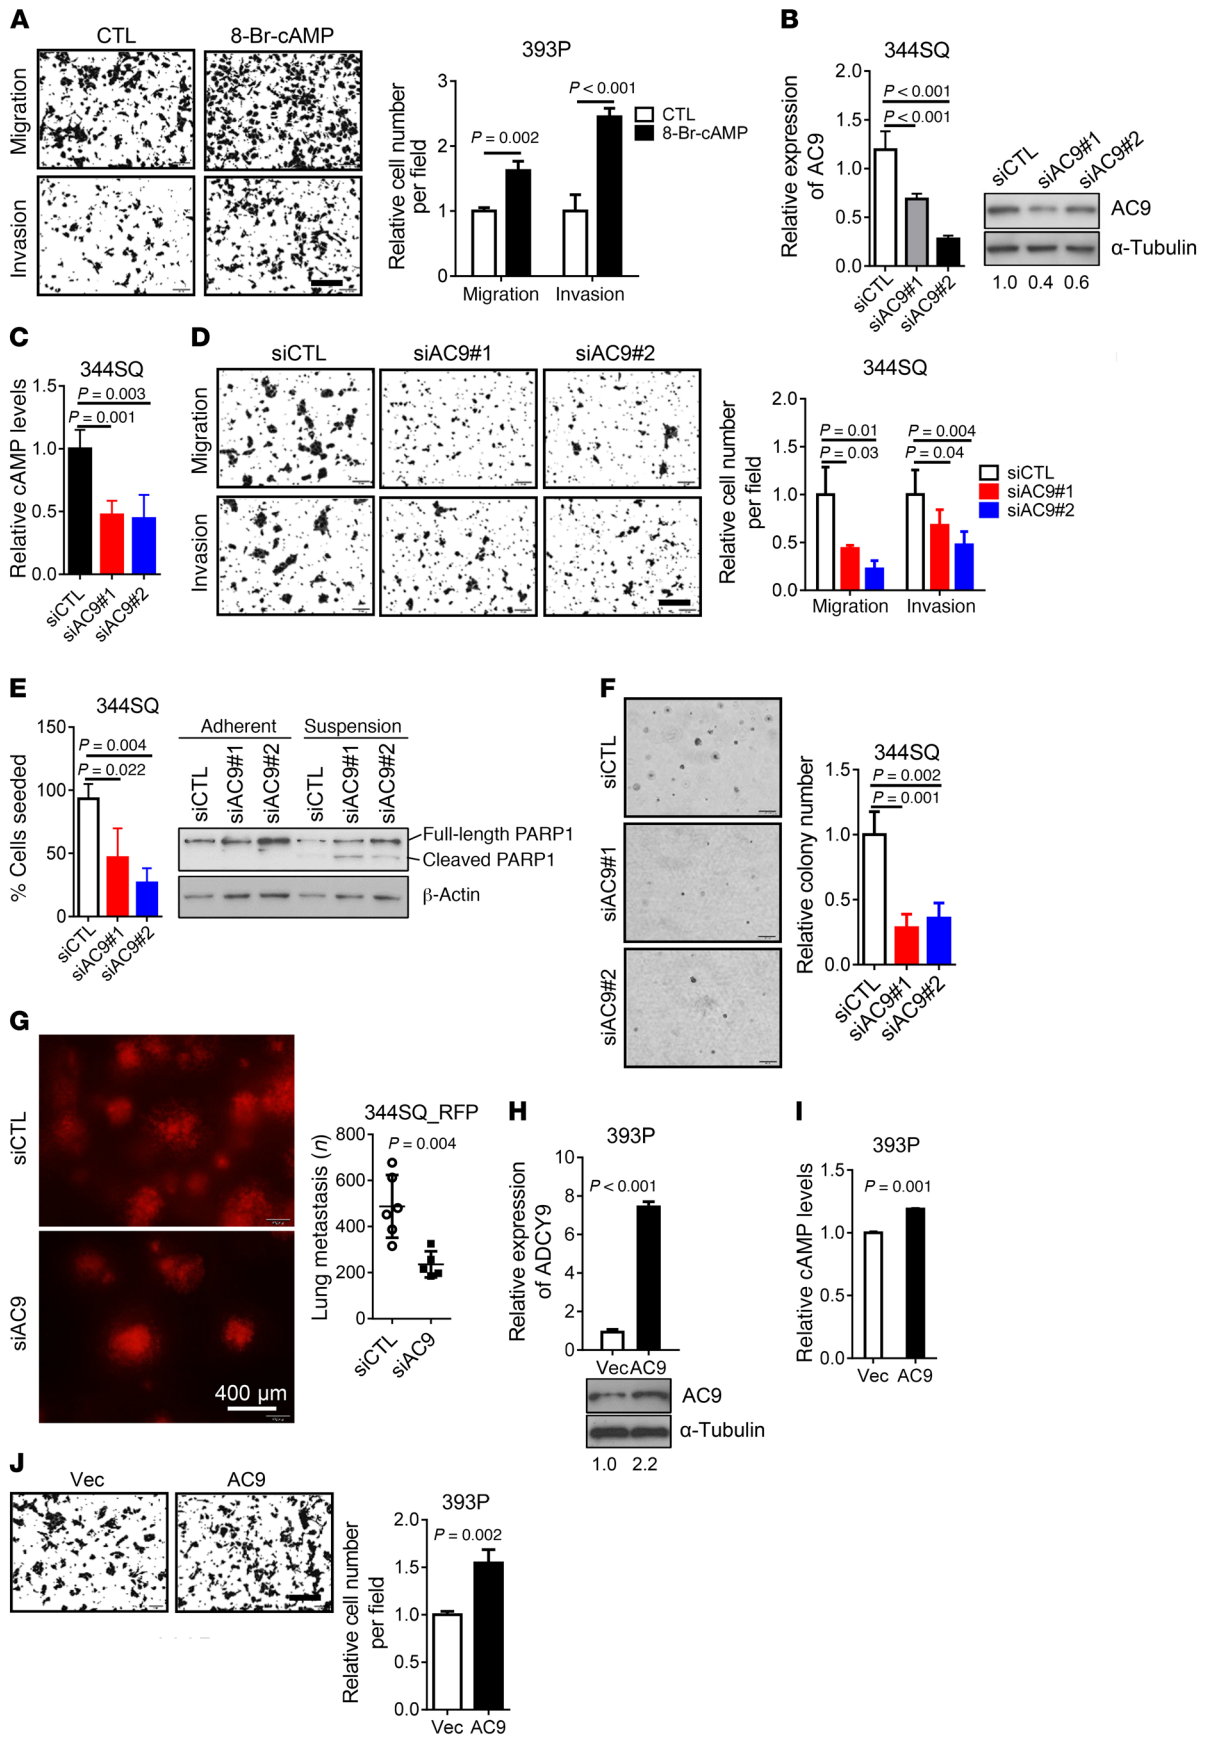 A
CTL
8-Br-cAMP
Migration
Invasion
393P
Relative cell number
per field
3
2
1
0
P = 0.002
P < 0.001
CTL
8-Br-cAMP
Migration
Invasion
B
344SQ
Relative expression
of AC9
2.0
1.5
1.0
0.5
0.0
P < 0.001
P < 0.001
siCTL
siAC9#1
siAC9#2
siCTL
siAC9#1
siAC9#2
AC9
α-Tubulin
1.0 0.4 0.6
C
344SQ
Relative cAMP levels
1.5
1.0
0.5
0.0
P = 0.003
P = 0.001
siCTL
siAC9#1
siAC9#2
D
siCTL
siAC9#1
siAC9#2
Migration
Invasion
344SQ
Relative cell number
per field
2.0
1.5
1.0
0.5
0.0
P = 0.01
P = 0.03
P = 0.004
P = 0.04
siCTL
siAC9#1
siAC9#2
Migration
Invasion
E
344SQ
% Cells seeded
150
100
50
0
P = 0.004
P = 0.022
siCTL
siAC9#1
siAC9#2
Adherent
Suspension
siCTL
siAC9#1
siAC9#2
siCTL
siAC9#1
siAC9#2
Full-length PARP1
Cleaved PARP1
β-Actin
F
siCTL
siAC9#1
siAC9#2
344SQ
Relative colony number
1.5
1.0
0.5
0.0
P = 0.002
P = 0.001
siCTL
siAC9#1
siAC9#2
G
siCTL
siAC9
400 μm
344SQ_RFP
Lung metastasis (n)
800
600
400
200
0
P = 0.004
siCTL
siAC9
H
393P
Relative expression
of ADCY9
10
8
6
4
2
0
P < 0.001
Vec AC9
AC9
α-Tubulin
1.0 2.2
I
393P
Relative cAMP levels
1.5
1.0
0.5
0.0
P = 0.001
Vec AC9
J
Vec
AC9
393P
Relative cell number
per field
2.0
1.5
1.0
0.5
0.0
P = 0.002
Vec AC9